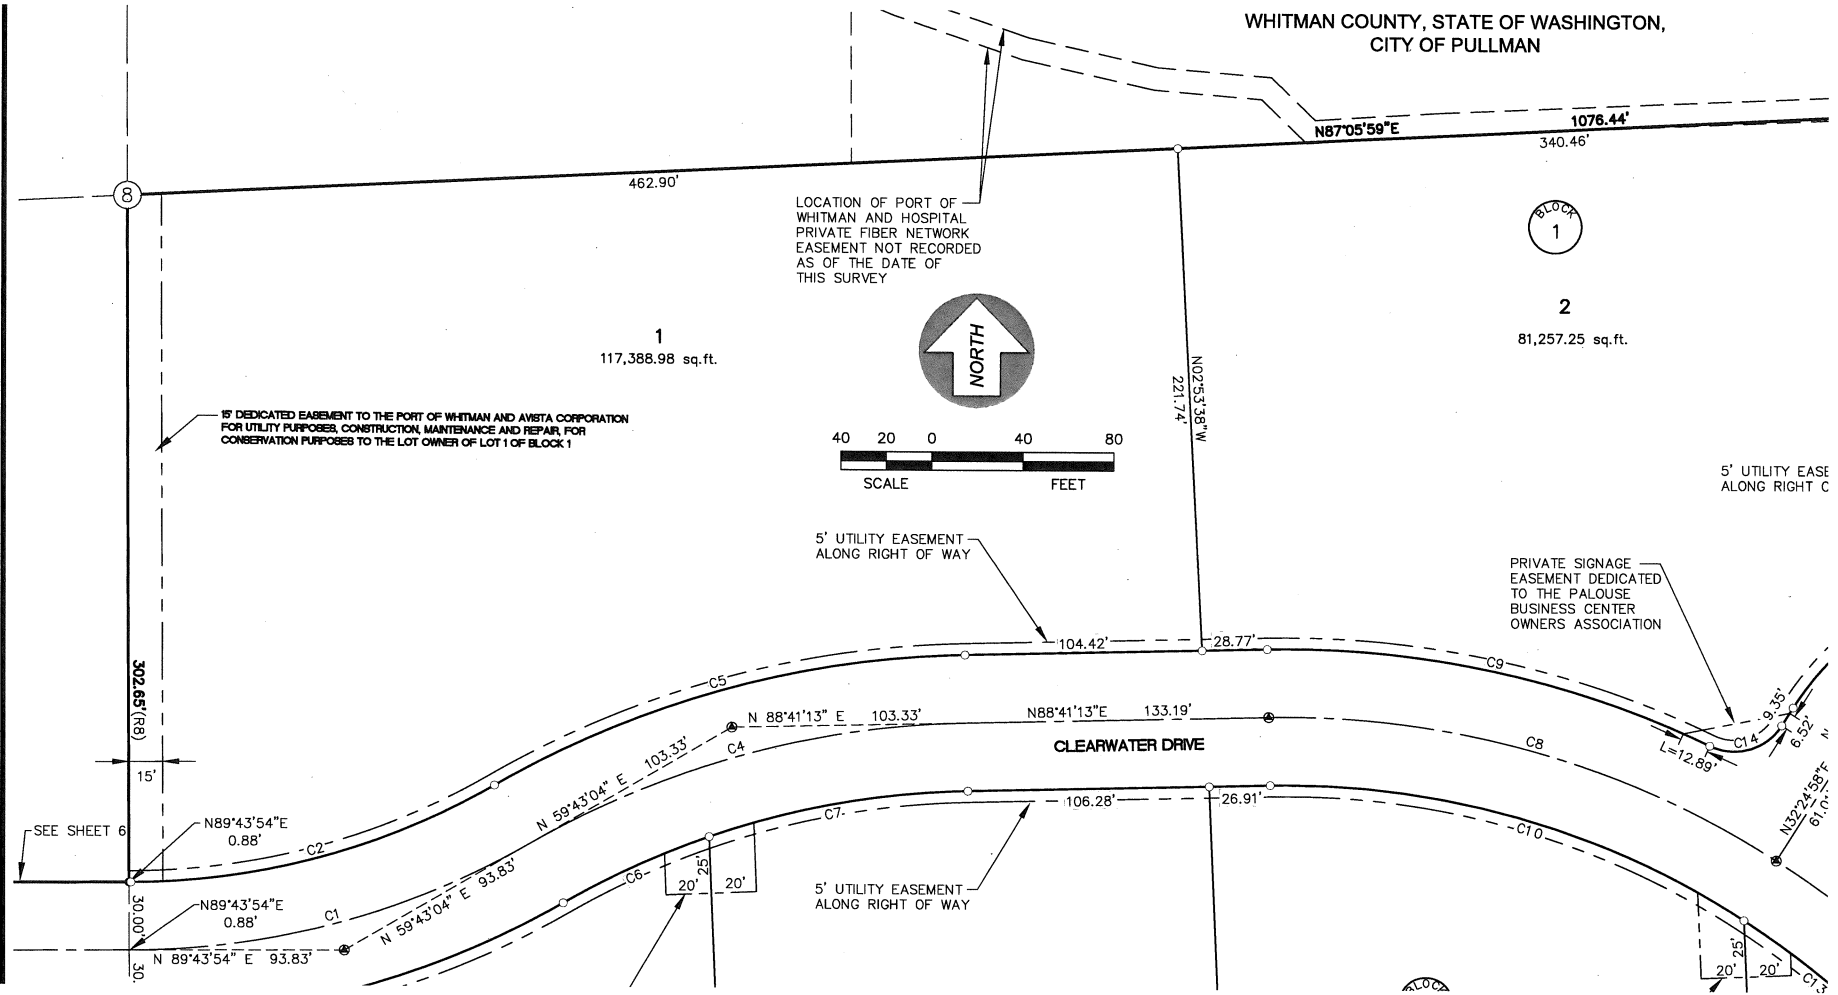 WHITMAN COUNTY, STATE OF WASHINGTON,
CITY OF PULLMAN
N87°05'59"E
1076.44'
340.46'
8
462.90'
LOCATION OF PORT OF
WHITMAN AND HOSPITAL
PRIVATE FIBER NETWORK
EASEMENT NOT RECORDED
AS OF THE DATE OF
THIS SURVEY
BLOCK
1
2
81,257.25 sq.ft.
1
117,388.98 sq.ft.
NORTH
N02°53'38"W
221.74'
15' DEDICATED EASEMENT TO THE PORT OF WHITMAN AND AVISTA CORPORATION
FOR UTILITY PURPOSES, CONSTRUCTION, MAINTENANCE AND REPAIR, FOR
CONSERVATION PURPOSES TO THE LOT OWNER OF LOT 1 OF BLOCK 1
40 20 0 40 80
SCALE FEET
5' UTILITY EASE
ALONG RIGHT O
5' UTILITY EASEMENT
ALONG RIGHT OF WAY
PRIVATE SIGNAGE
EASEMENT DEDICATED
TO THE PALOUSE
BUSINESS CENTER
OWNERS ASSOCIATION
104.42'
28.77'
C5
C9
302.65'(R8)
9.35'
6.52'
C14
L=12.89'
N 88°41'13" E 103.33'
N88°41'13"E 133.19'
CLEARWATER DRIVE
C8
C4
N 59°43'04" E 103.33'
15'
N32°24'58"E
61.0
N
106.28'
26.91'
C7
C10
SEE SHEET 6
N89°43'54"E
0.88'
C2
C6
25'
20' 20'
5' UTILITY EASEMENT
ALONG RIGHT OF WAY
N 59°43'04" E 93.83'
30.00'
N89°43'54"E
0.88'
C1
N 89°43'54" E 93.83'
30.
25'
20' 20'
C13
BLOCK